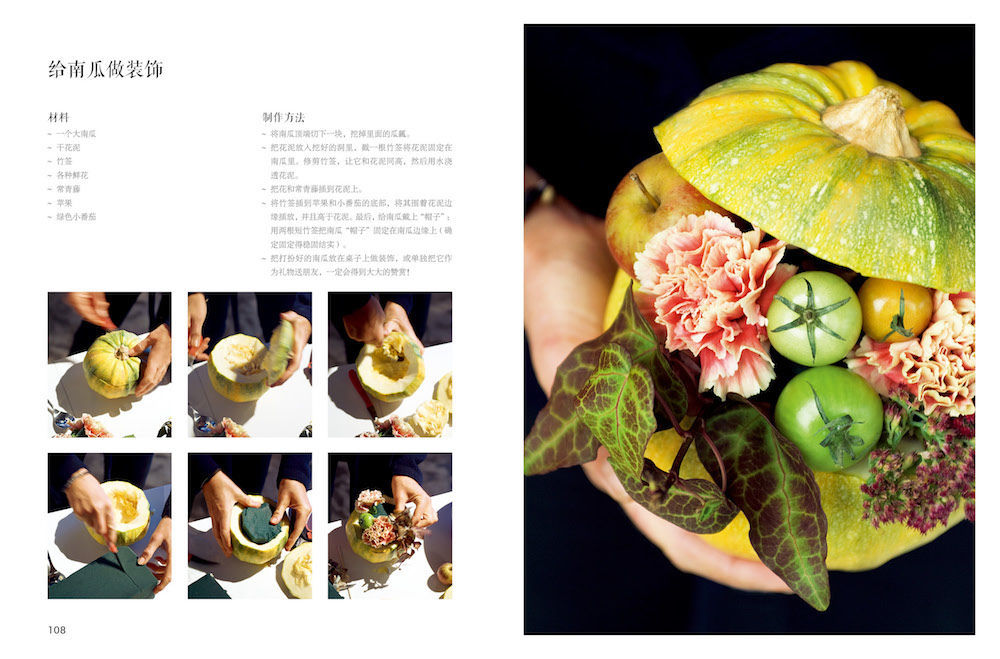 给南瓜做装饰
材料
~ 一个大南瓜
~ 干花泥
~ 竹签
~ 各种鲜花
~ 常青藤
~ 苹果
~ 绿色小番茄
制作方法
~ 将南瓜顶端切下一块，挖掉里面的瓜瓤。
~ 把花泥放入挖好的洞里，截一根竹签将花泥固定在
南瓜里。修剪竹签，让它和花泥同高，然后用水浇
透花泥。
~ 把花和常青藤插到花泥上。
~ 将竹签插到苹果和小番茄的底部，将其围着花泥边
缘插放，并且高于花泥。最后，给南瓜戴上“帽子”：
用两根短竹签把南瓜“帽子”固定在南瓜边缘上（确
定固定得稳固结实）。
~ 把打扮好的南瓜放在桌子上做装饰，或单独把它作
为礼物送朋友，一定会得到大大的赞赏！
108